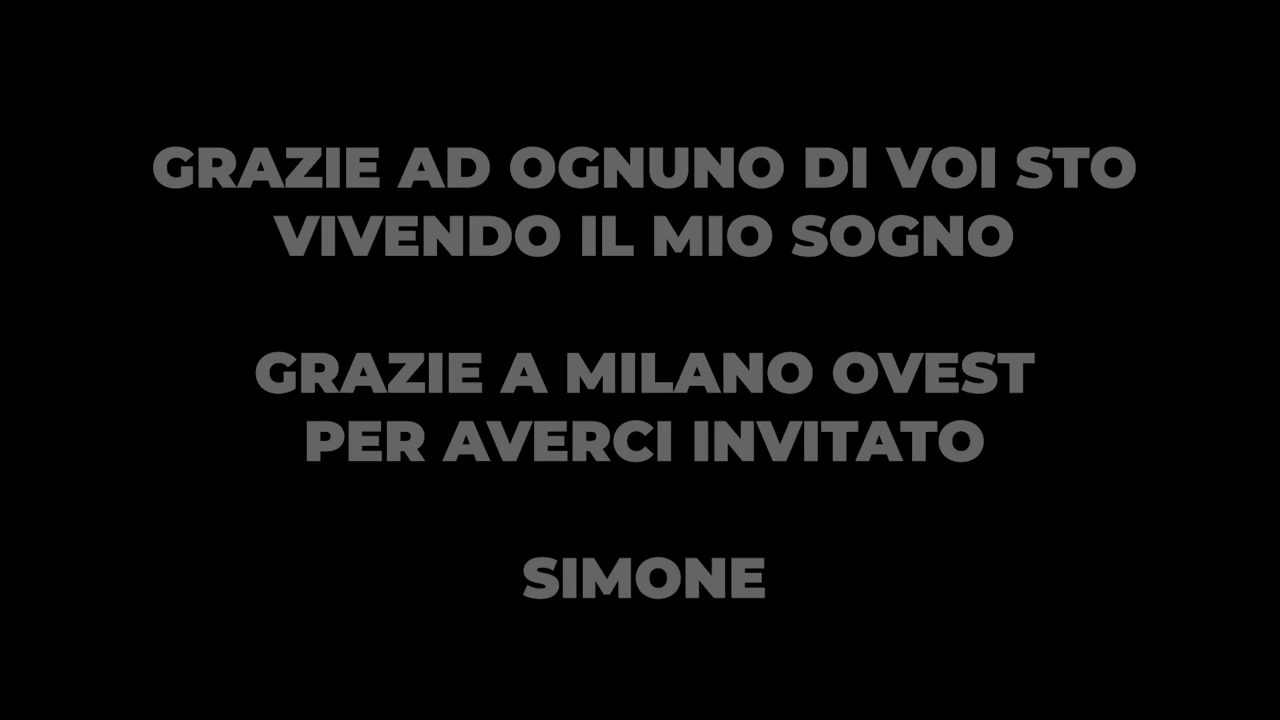 GRAZIE AD OGNUNO DI VOI STO
VIVENDO IL MIO SOGNO
GRAZIE A MILANO OVEST
PER AVERCI INVITATO
SIMONE